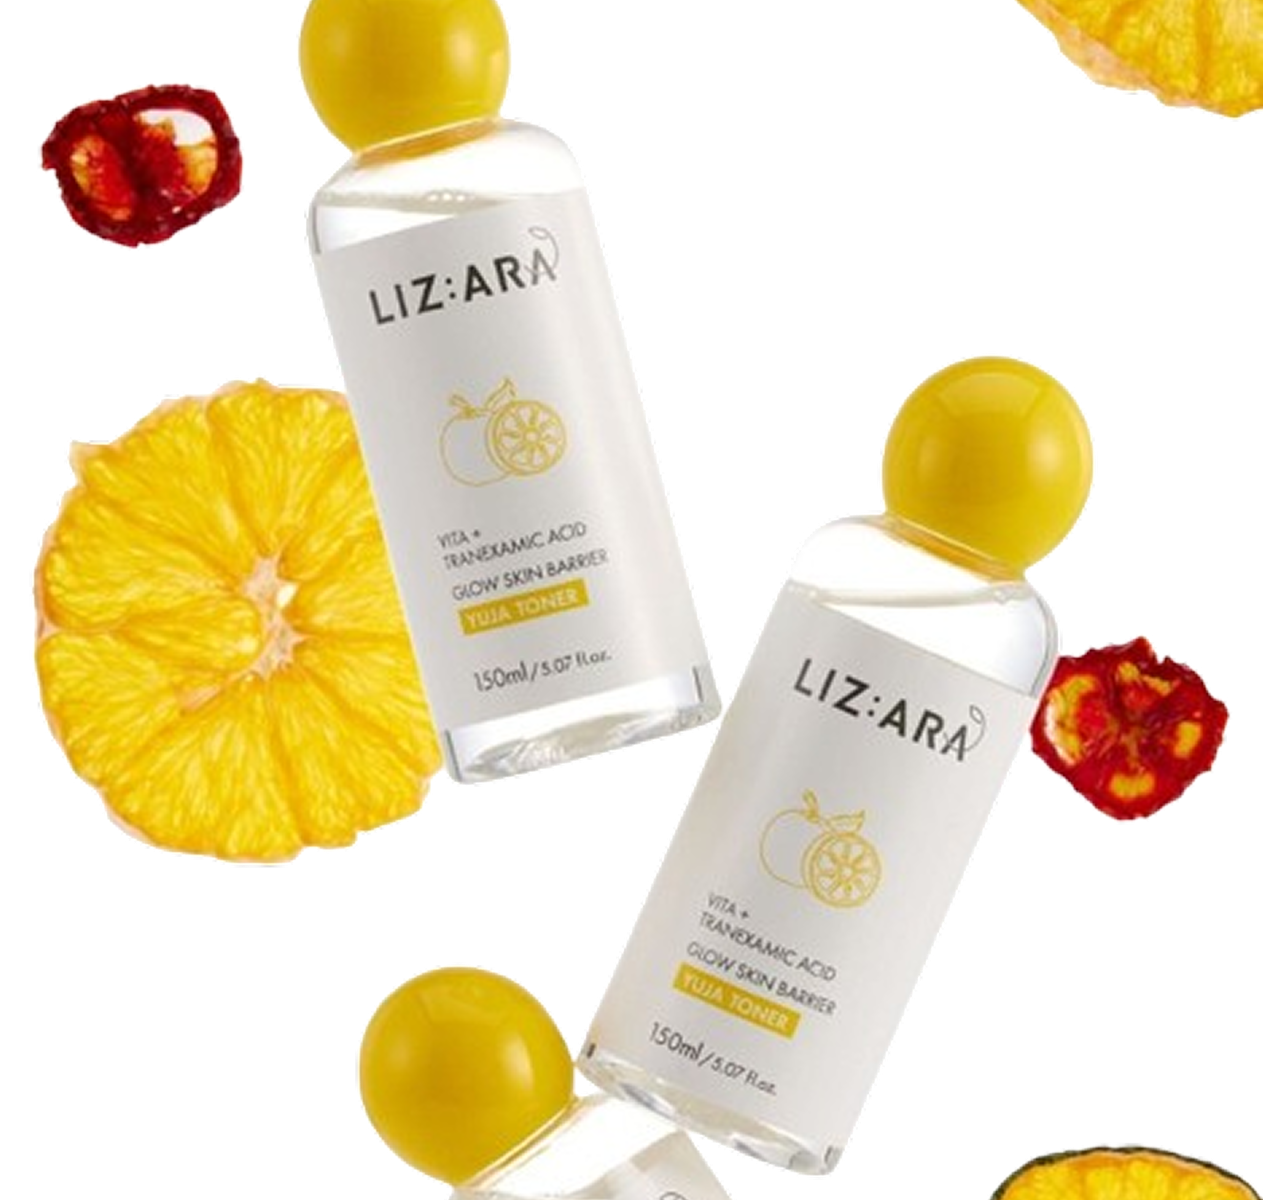 LIZ:ARA
VITA +
TRANEXAMIC ACID
GLOW SKIN BARRIER
YUJA TONER
150ml / 5.07 fl.oz.
LIZ:ARA
VITA +
TRANEXAMIC ACID
GLOW SKIN BARRIER
YUJA TONER
150ml / 5.07 fl.oz.